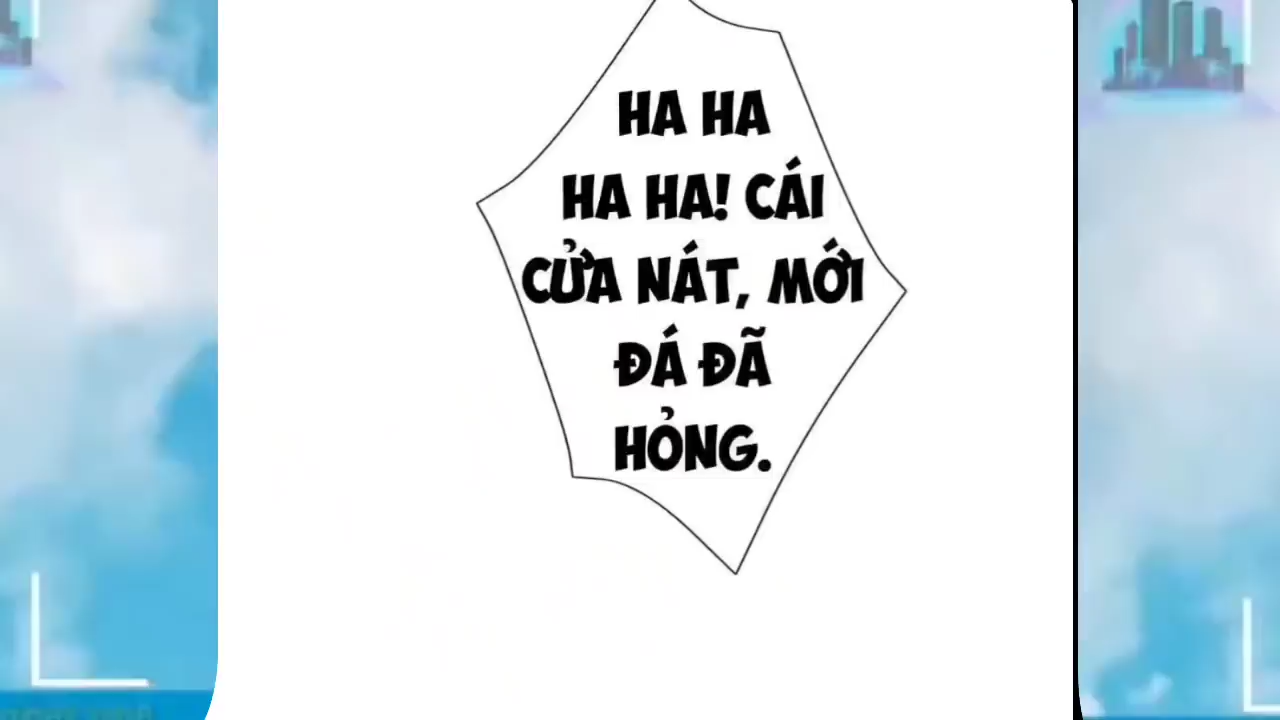 HA HA
HA HA! CÁI
CỬA NÁT, MỚI
ĐÁ ĐÃ
HỎNG.